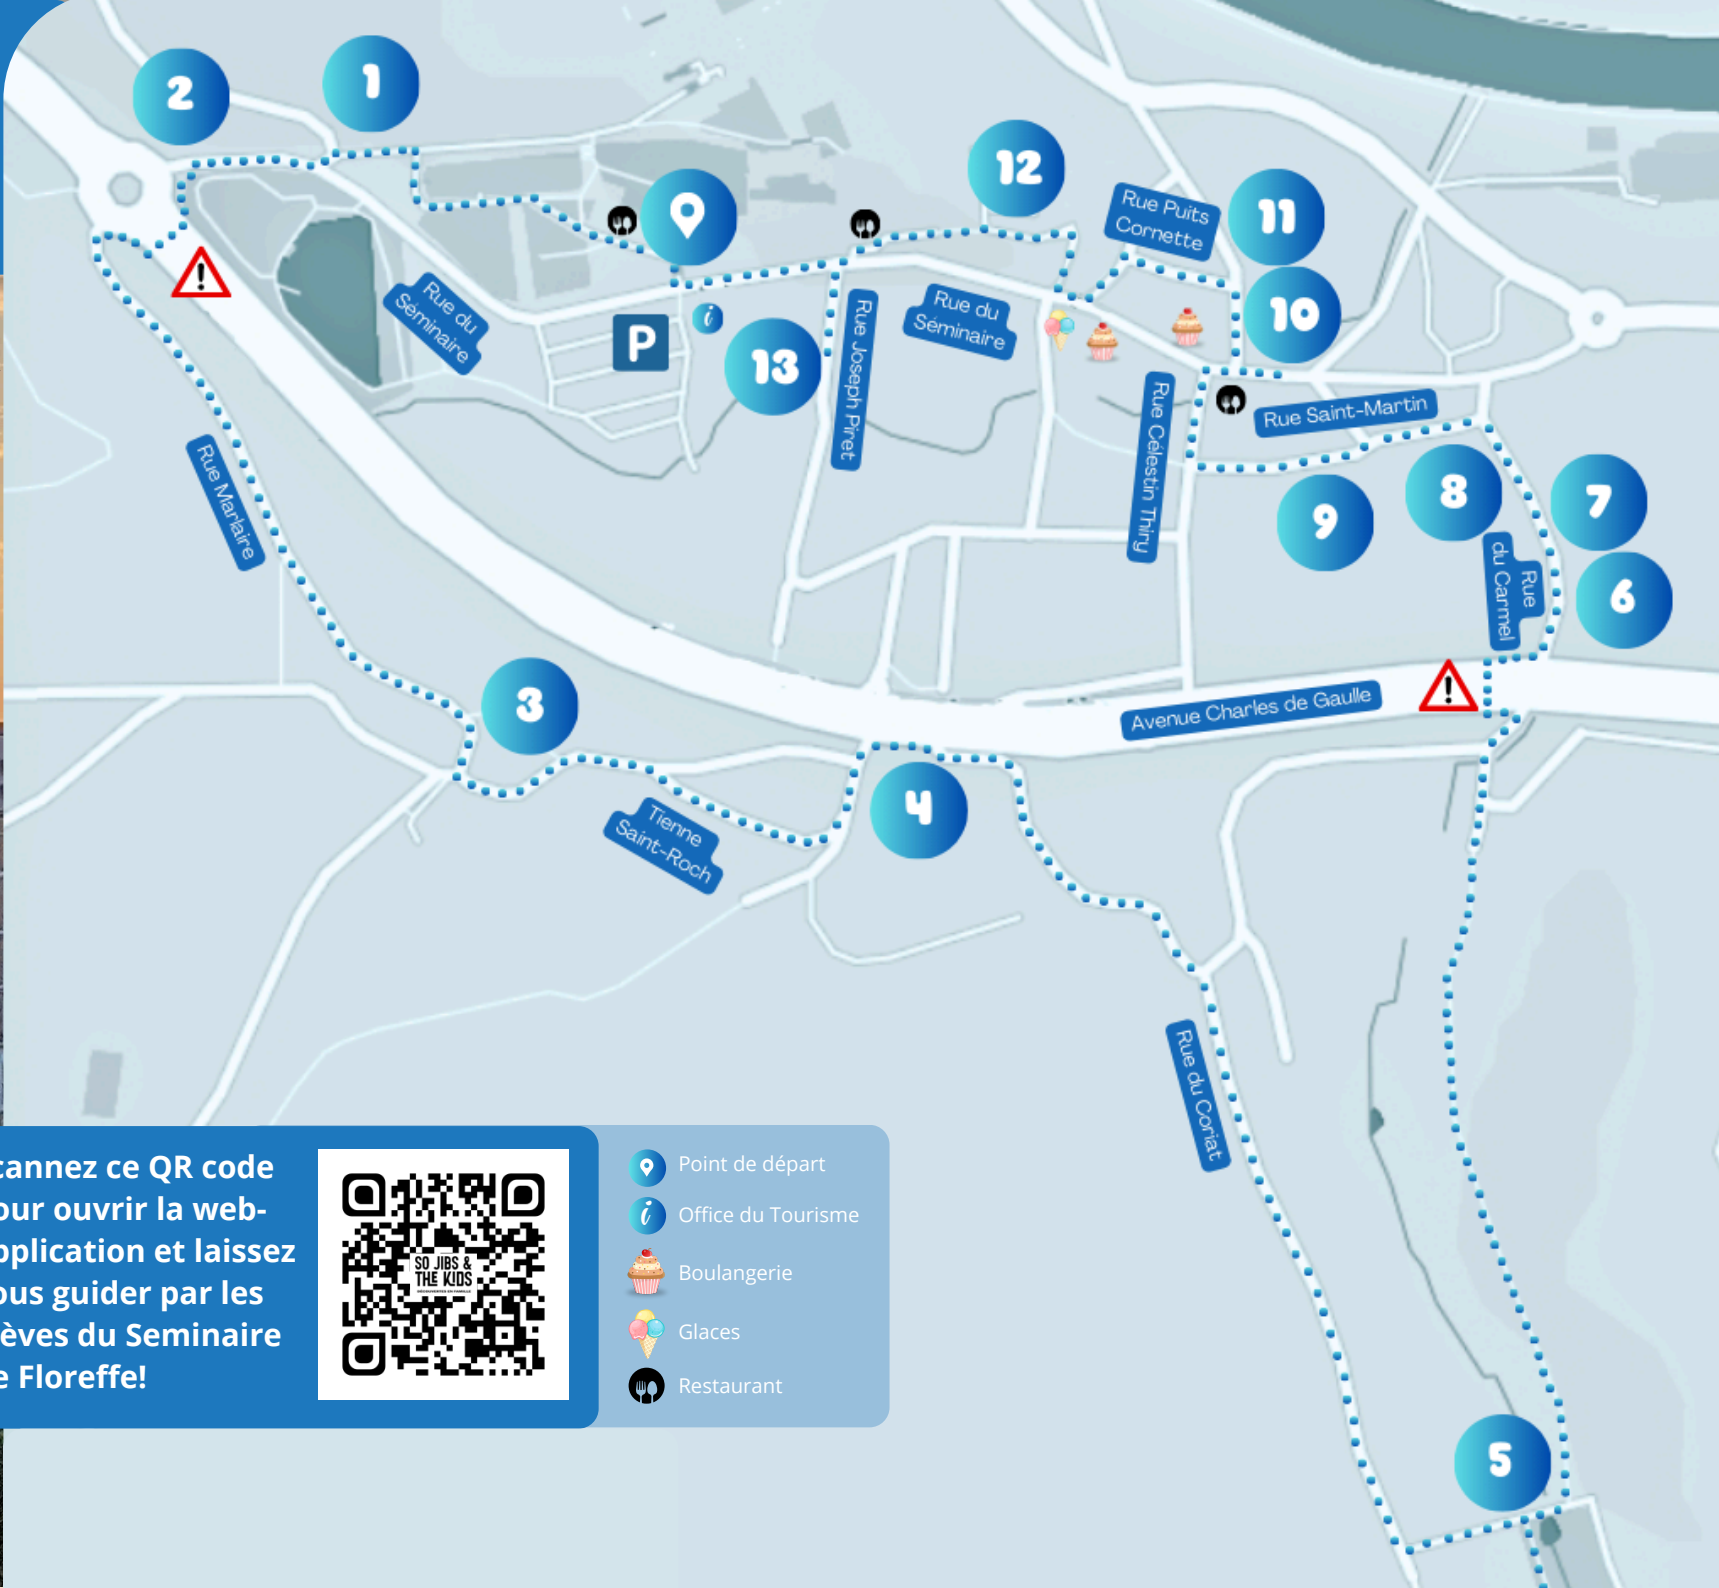 2
1
12
Rue Puits
Cornette
11
10
Rue du
Séminaire
P
i
13
Rue Joseph Piret
Rue du
Séminaire
Rue Célestin Thiry
Rue Saint-Martin
9
8
7
6
Rue
du Carmel
Rue Marlaire
3
Avenue Charles de Gaulle
4
Tienne
Saint-Roch
Rue du Coriat
5
cannez ce QR code
our ouvrir la web-
pplication et laissez
ous guider par les
èves du Seminaire
e Floreffe!
SO JIBS &
THE KIDS
Point de départ
i
Office du Tourisme
Boulangerie
Glaces
Restaurant